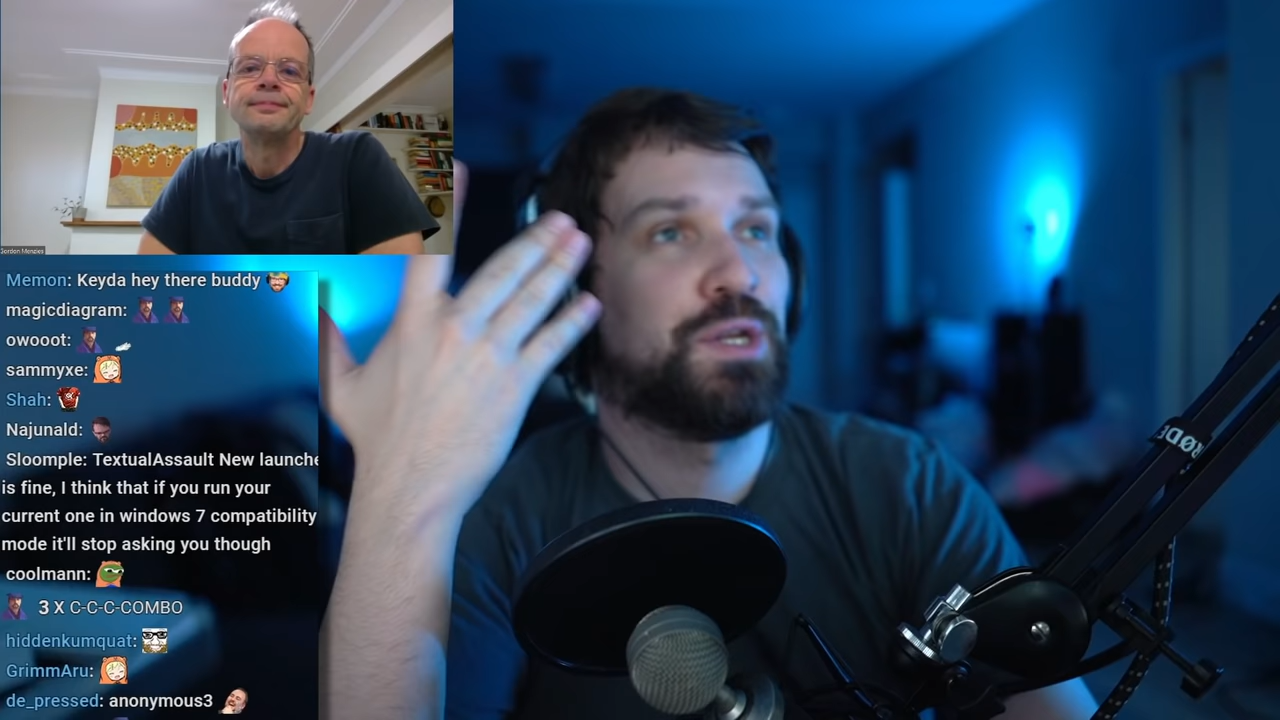 Gordon Menzies
Memon: Keyda hey there buddy
magicdiagram:
owooot:
sammyxe:
Shah:
Najunald:
Sloomple: TextualAssault New launche
is fine, I think that if you run your
current one in windows 7 compatibility
mode it'll stop asking you though
coolmann:
3 X C-C-C-COMBO
hiddenkumquat:
GrimmAru:
de_pressed: anonymous3
RØDE